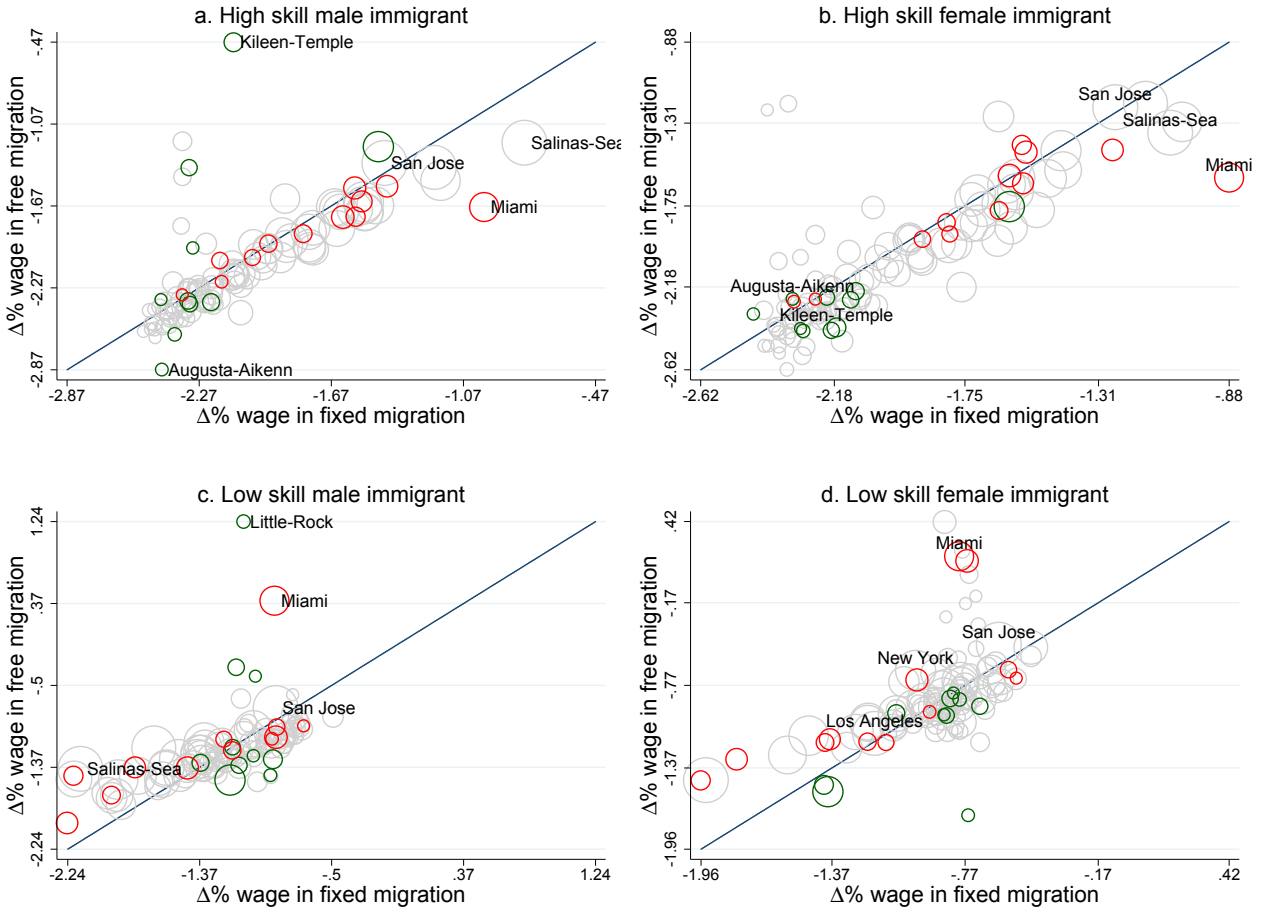 a. High skill male immigrant
Δ% wage in free migration
-.47
-1.07
-1.67
-2.27
-2.87
Kileen-Temple
Salinas-Sea
San Jose
Miami
Augusta-Aikenn
-2.87 -2.27 -1.67 -1.07 -.47
Δ% wage in fixed migration
b. High skill female immigrant
Δ% wage in free migration
-.88
-1.31
-1.75
-2.18
-2.62
San Jose
Salinas-Sea
Miami
Augusta-Aikenn
Kileen-Temple
-2.62 -2.18 -1.75 -1.31 -.88
Δ% wage in fixed migration
c. Low skill male immigrant
Δ% wage in free migration
1.24
.37
-.5
-1.37
-2.24
Little-Rock
Miami
San Jose
Salinas-Sea
-2.24 -1.37 -.5 .37 1.24
Δ% wage in fixed migration
d. Low skill female immigrant
Δ% wage in free migration
.42
-.17
-.77
-1.37
-1.96
Miami
San Jose
New York
Los Angeles
-1.96 -1.37 -.77 -.17 .42
Δ% wage in fixed migration